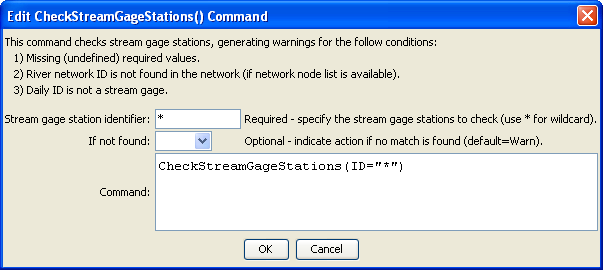 Edit CheckStreamGageStations() Command
This command checks stream gage stations, generating warnings for the follow conditions:
1) Missing (undefined) required values.
2) River network ID is not found in the network (if network node list is available).
3) Daily ID is not a stream gage.
Stream gage station identifier: * Required - specify the stream gage stations to check (use * for wildcard).
If not found: Optional - indicate action if no match is found (default=Warn).
CheckStreamGageStations(ID="*")
Command:
OK Cancel